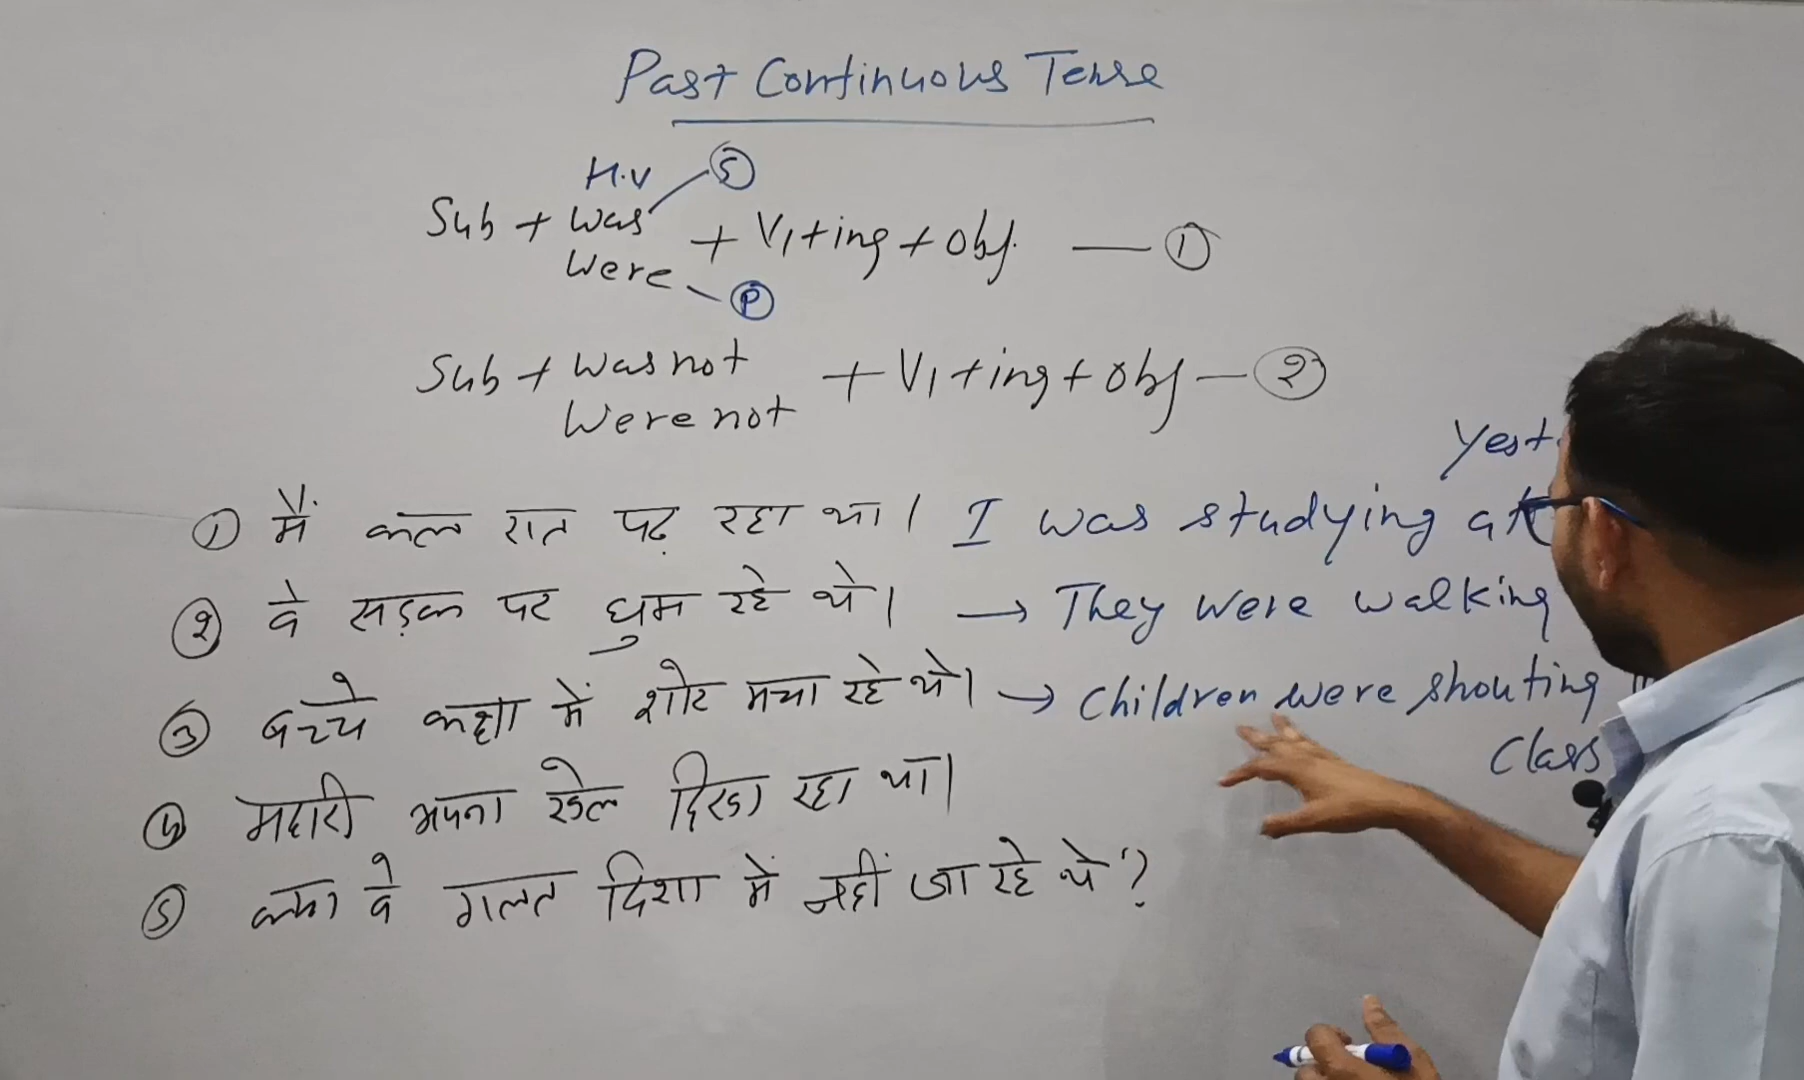 Past Continuous Tense
H.V (S)
Sub + Was + V1 + ing + obj. — (1)
Were (P)
Sub + Was not + V1 + ing + obj — (2)
Were not
(1) मैं कल रात पढ़ रहा था। I was studying at
(2) वे सड़क पर घुम रहे थे। → They were walking
(3) बच्चे कक्षा में शोर मचा रहे थे। → Children were shouting
Class
(4) मदारी अपना खेल दिखा रहा था।
(5) क्या वे गलत दिशा में नहीं जा रहे थे?